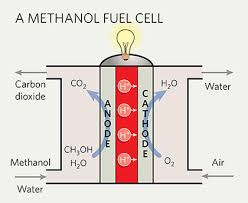 A METHANOL FUEL CELL
Carbon
dioxide
CO2
H+
H2O
Water
ANODE
H+
CATHODE
H+
Methanol
CH3OH
H2O
H+
O2
Air
Water